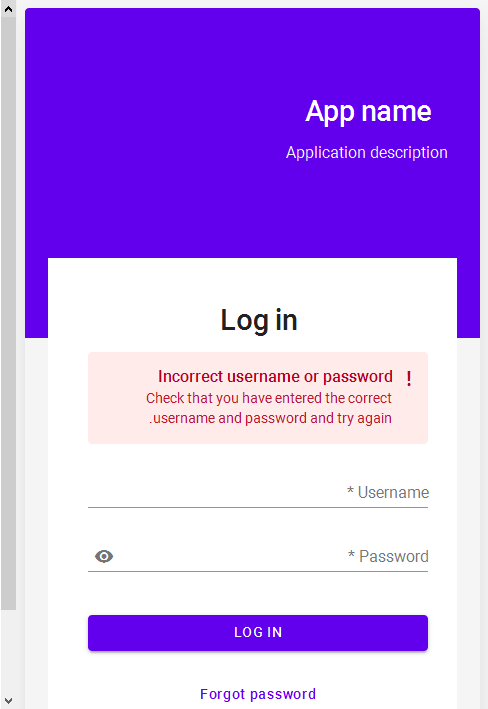 App name
Application description
Log in
Incorrect username or password
!
Check that you have entered the correct
.username and password and try again
* Username
* Password
LOG IN
Forgot password